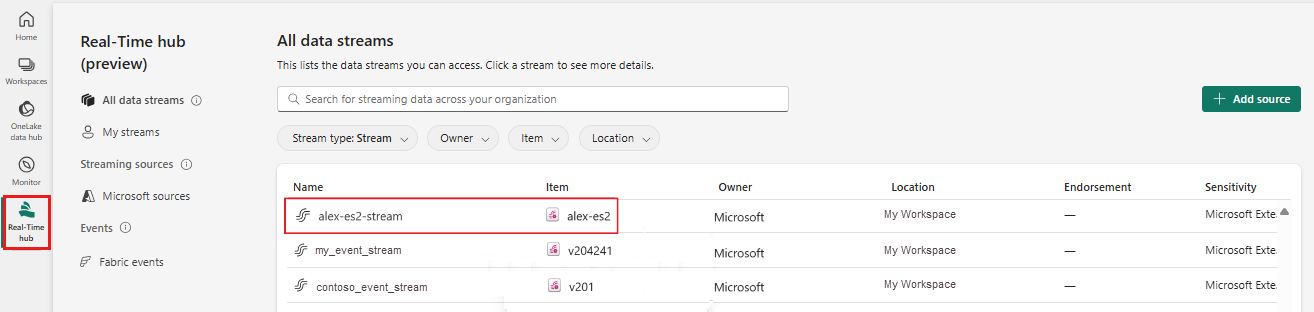 Home
Workspaces
OneLake
data hub
Monitor
Real-Time
hub
Real-Time hub
(preview)
All data streams
My streams
Streaming sources
Microsoft sources
Events
Fabric events
All data streams
This lists the data streams you can access. Click a stream to see more details.
Search for streaming data across your organization
Add source
Stream type: Stream Owner Item Location
Name Item Owner Location Endorsement Sensitivity
alex-es2-stream alex-es2 Microsoft My Workspace — Microsoft Exte...
my_event_stream v204241 Microsoft My Workspace — Microsoft Exte...
contoso_event_stream v201 Microsoft My Workspace — Microsoft Exte...